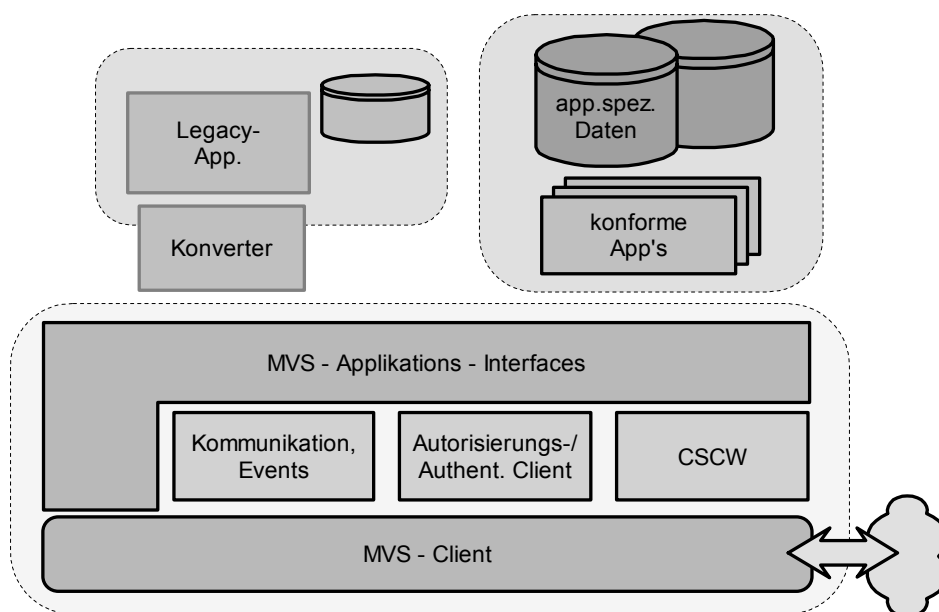 Legacy-
App.
app.spez.
Daten
Konverter
konforme
App's
MVS - Applikations - Interfaces
Kommunikation,
Events
Autorisierungs-/
Authent. Client
CSCW
MVS - Client